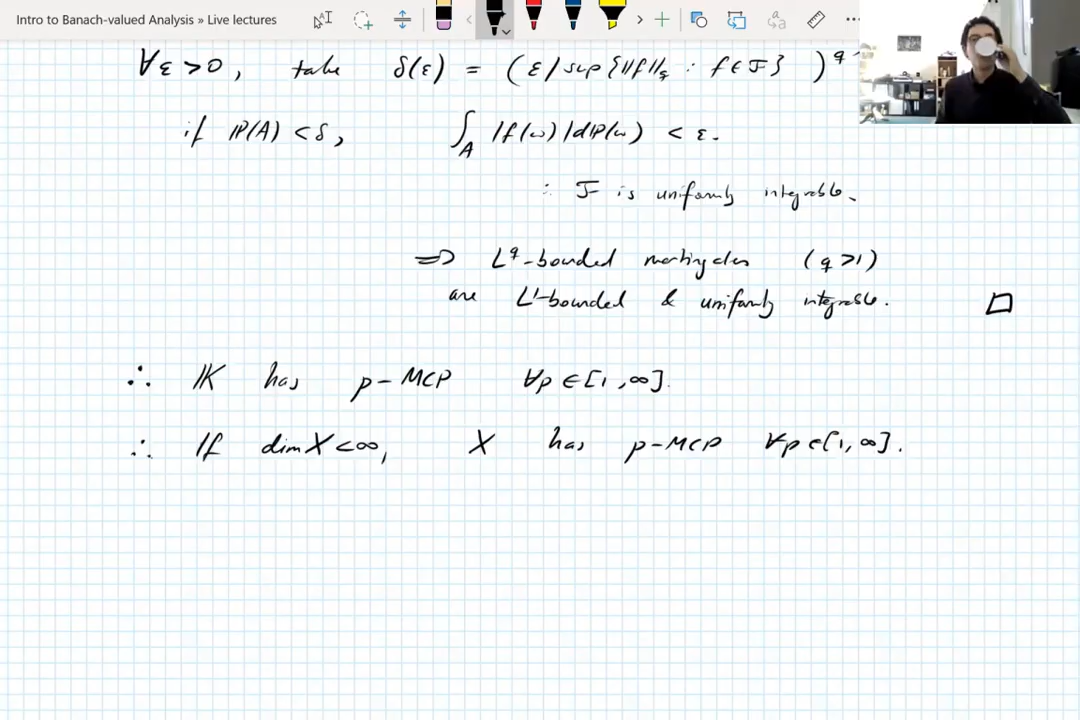 Intro to Banach-valued Analysis » Live lectures
∀ε>0, take δ(ε) = (ε/sup{‖f‖_q : f∈F})^q'
if P(A) < δ, ∫_A |f(ω)|dP(ω) < ε.
∴ F is uniformly integrable.
⇒ L^q-bounded martingales (q>1)
are L^1-bounded & uniformly integrable. □
∴ K has p-MCP ∀p∈[1,∞].
∴ If dim X<∞, X has p-MCP ∀p∈[1,∞].